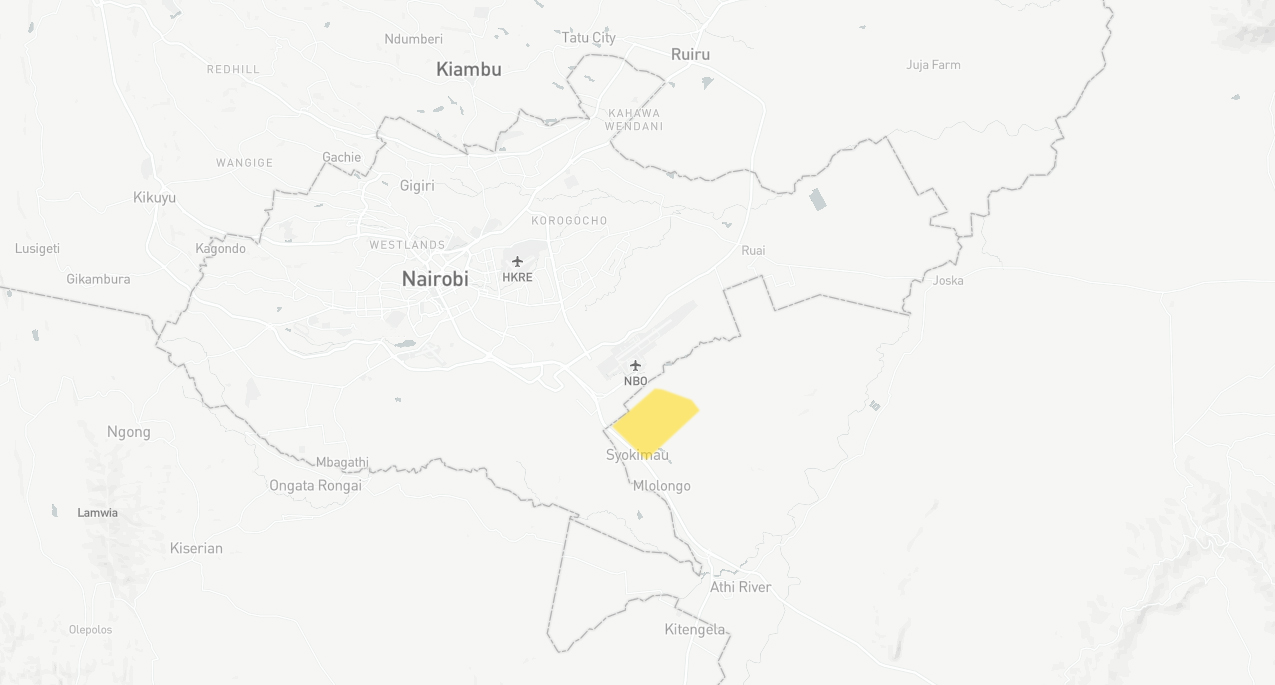 Ndumberi
Tatu City
Ruiru
REDHILL
Kiambu
Juja Farm
KAHAWA
WENDANI
Gachie
WANGIGE
Gigiri
Kikuyu
KOROGOCHO
WESTLANDS
Lusigeti
Kagondo
Ruai
Gikambura
Nairobi
HKRE
Joska
NBO
Ngong
Syokimau
Mbagathi
Ongata Rongai
Mlolongo
Lamwia
Kiserian
Athi River
Olepolos
Kitengela